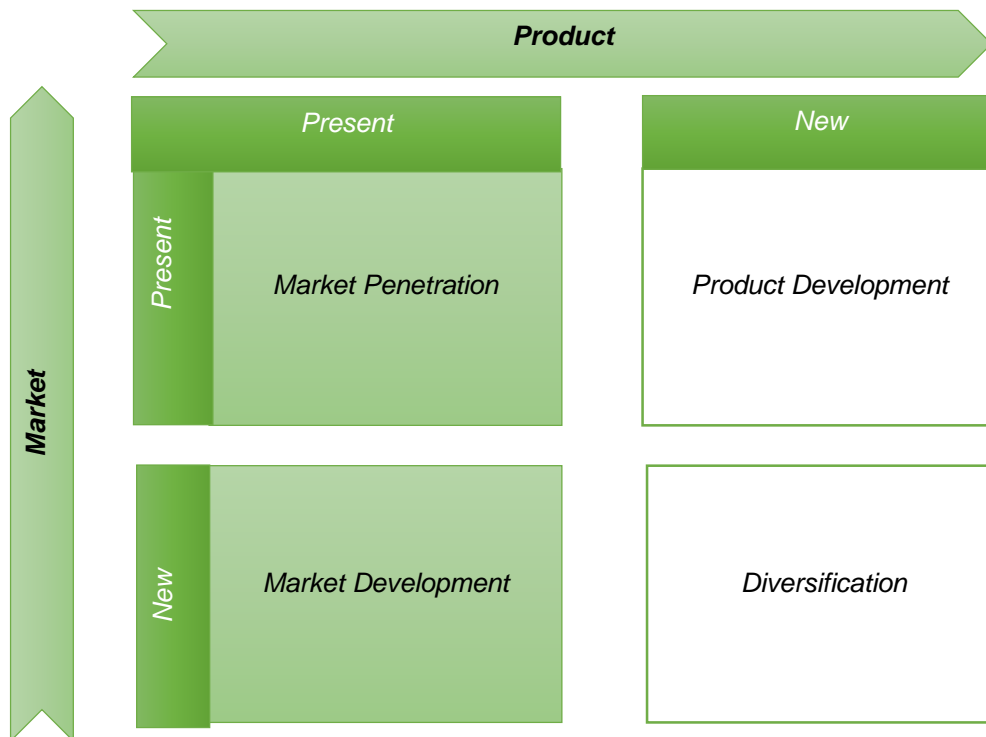 Product
Present
New
Market
Present
Market Penetration
Product Development
New
Market Development
Diversification